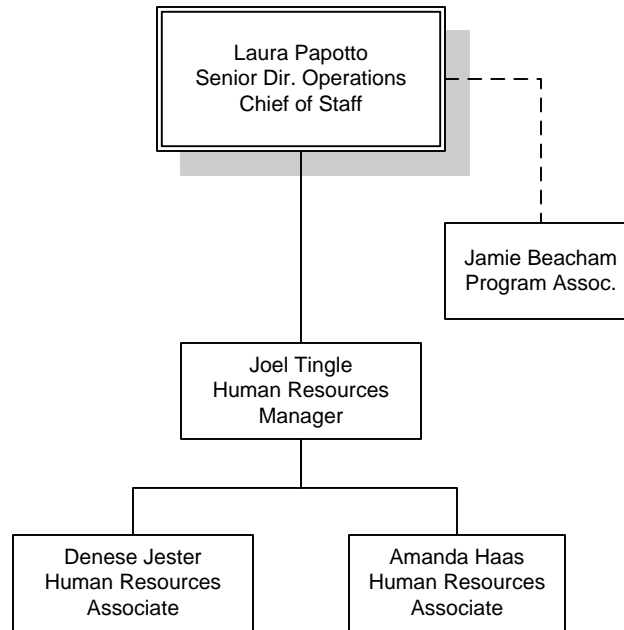 Laura Papotto
Senior Dir. Operations
Chief of Staff
Jamie Beacham
Program Assoc.
Joel Tingle
Human Resources
Manager
Denese Jester
Human Resources
Associate
Amanda Haas
Human Resources
Associate